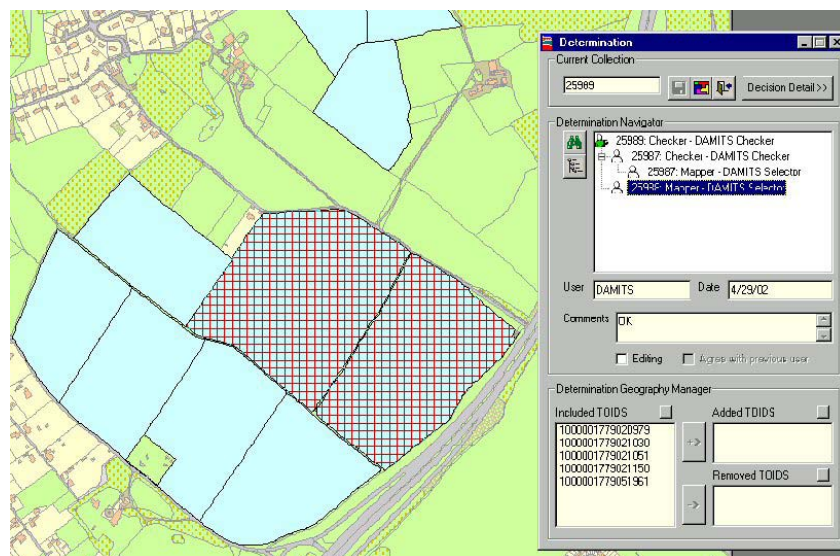 Determination
Current Collection
25989
Decision Detail>>
Determination Navigator
25989: Checker - DAMITS Checker
25987: Checker - DAMITS Checker
25987: Mapper - DAMITS Selector
25988: Mapper - DAMITS Selector
User DAMITS Date 4/29/02
Comments OK
Editing Agree with previous user
Determination Geography Manager
Included TOIDS Added TOIDS
1000001779020979
1000001779021030
1000001779021051
1000001779021150
1000001779051961
+>
Removed TOIDS
->